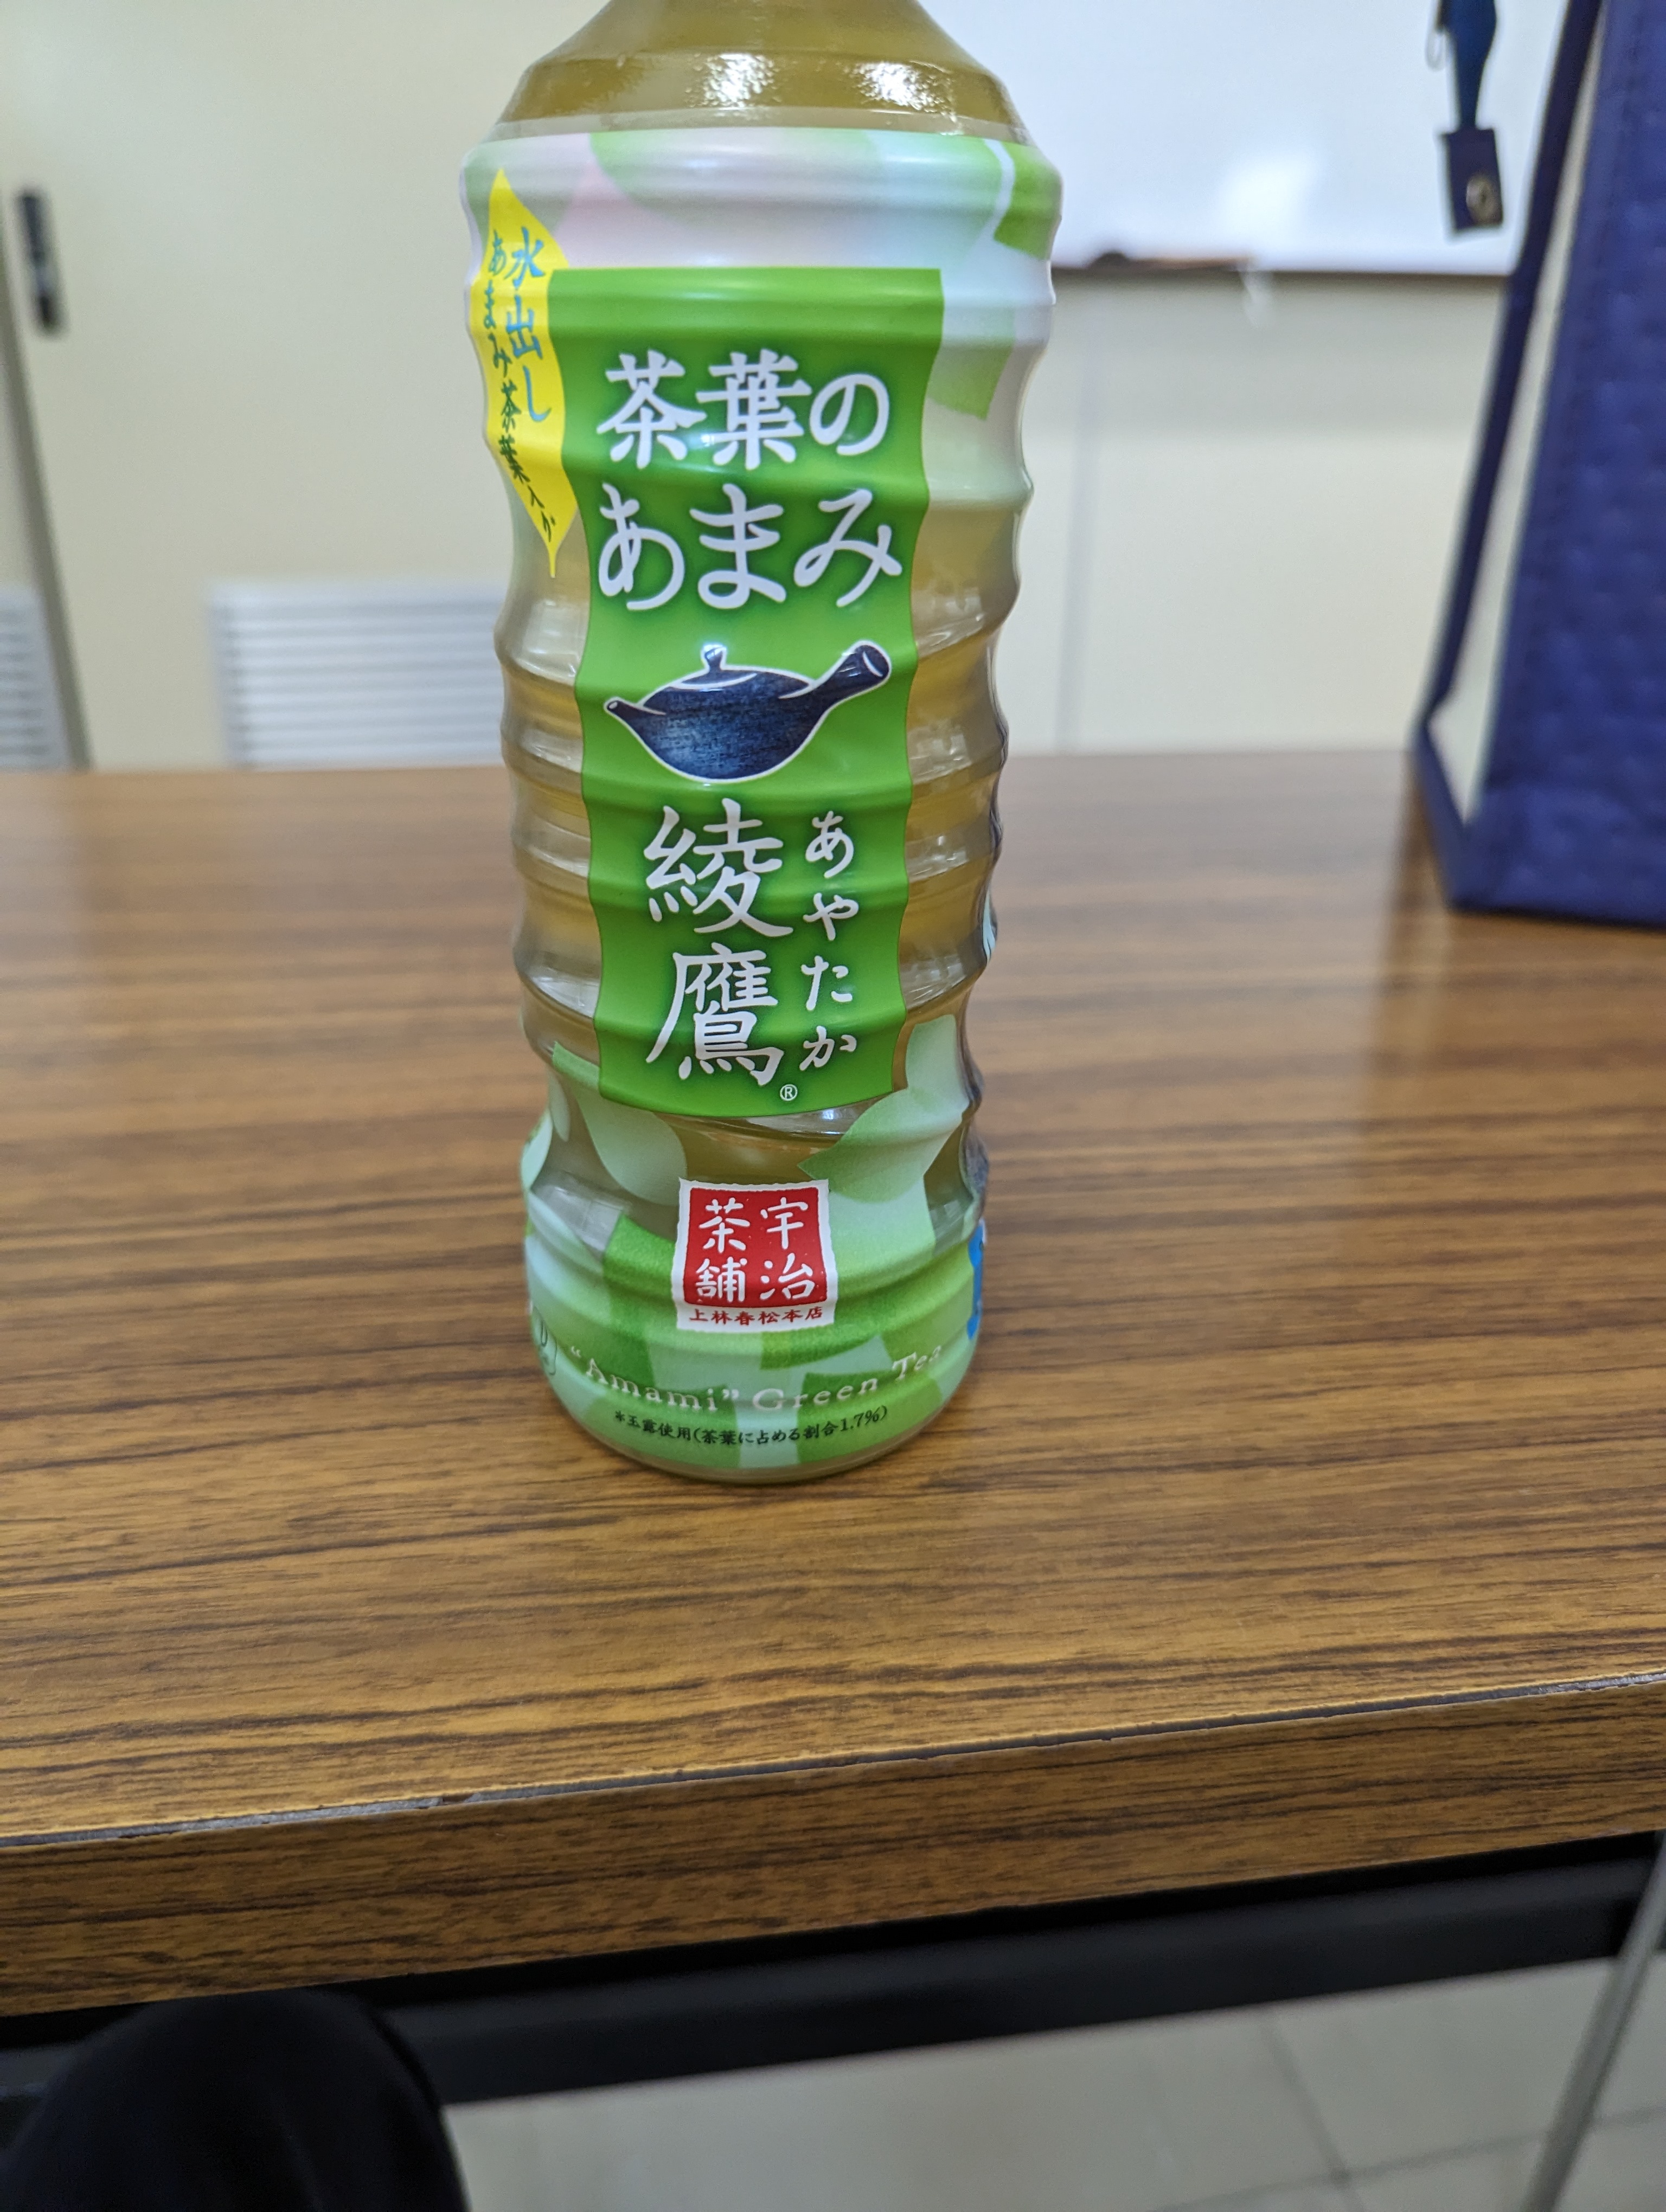 水出し
あまみ茶葉入り
茶葉の
あまみ
綾鷹
あやたか
®
宇治
茶舗
上林春松本店
"Amami" Green Tea
*玉露使用(茶葉に占める割合1.7%)